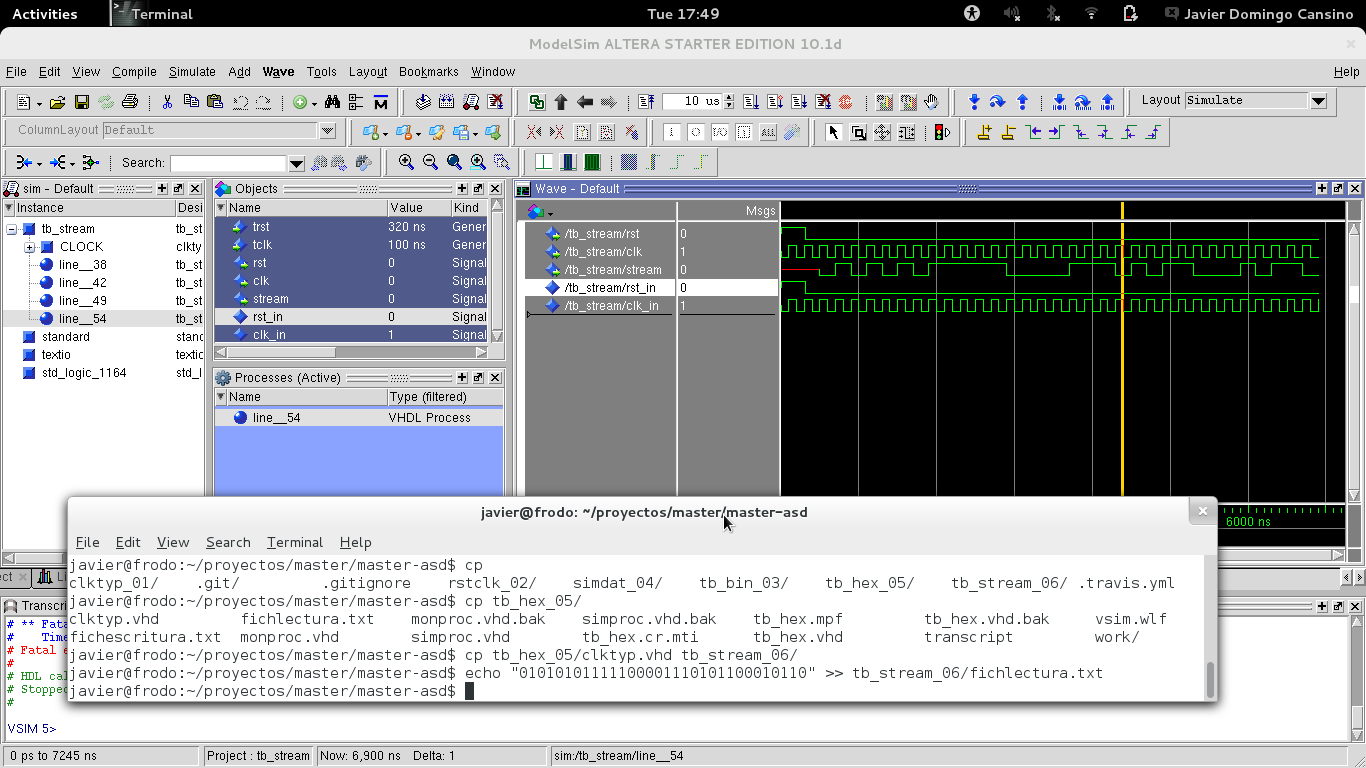 Activities Terminal Tue 17:49 Javier Domingo Cansino
ModelSim ALTERA STARTER EDITION 10.1d
File Edit View Compile Simulate Add Wave Tools Layout Bookmarks Window Help
10 us Layout Simulate
ColumnLayout Default
Search:
sim - Default
Instance Desi
tb_stream tb_st
CLOCK clkty
line__38 tb_st
line__42 tb_st
line__49 tb_st
line__54 tb_st
standard standa
textio textic
std_logic_1164 std_l
Objects
Name Value Kind
trst 320 ns Gener
tclk 100 ns Gener
rst 0 Signal
clk 0 Signal
stream 0 Signal
rst_in 0 Signal
clk_in 1 Signal
Processes (Active)
Name Type (filtered)
line__54 VHDL Process
Wave - Default
Msgs
/tb_stream/rst 0
/tb_stream/clk 1
/tb_stream/stream 0
/tb_stream/rst_in 0
/tb_stream/clk_in 1
6000 ns
javier@frodo: ~/proyectos/master/master-asd
File Edit View Search Terminal Help
javier@frodo:~/proyectos/master/master-asd$ cp
clktyp_01/ .git/ .gitignore rstclk_02/ simdat_04/ tb_bin_03/ tb_hex_05/ tb_stream_06/ .travis.yml
javier@frodo:~/proyectos/master/master-asd$ cp tb_hex_05/
clktyp.vhd fichlectura.txt monproc.vhd.bak simproc.vhd.bak tb_hex.mpf tb_hex.vhd.bak vsim.wlf
fichescritura.txt monproc.vhd simproc.vhd tb_hex.cr.mti tb_hex.vhd transcript work/
javier@frodo:~/proyectos/master/master-asd$ cp tb_hex_05/clktyp.vhd tb_stream_06/
javier@frodo:~/proyectos/master/master-asd$ echo "0101010111110000111010110001​0110" >> tb_stream_06/fichlectura.txt
javier@frodo:~/proyectos/master/master-asd$
ect Li
Transcri
# ** Fata
# Time
# Fatal e
#
# HDL cal
# Stopped
#
VSIM 5>
0 ps to 7245 ns Project : tb_stream Now: 6,900 ns Delta: 1 sim:/tb_stream/line__54